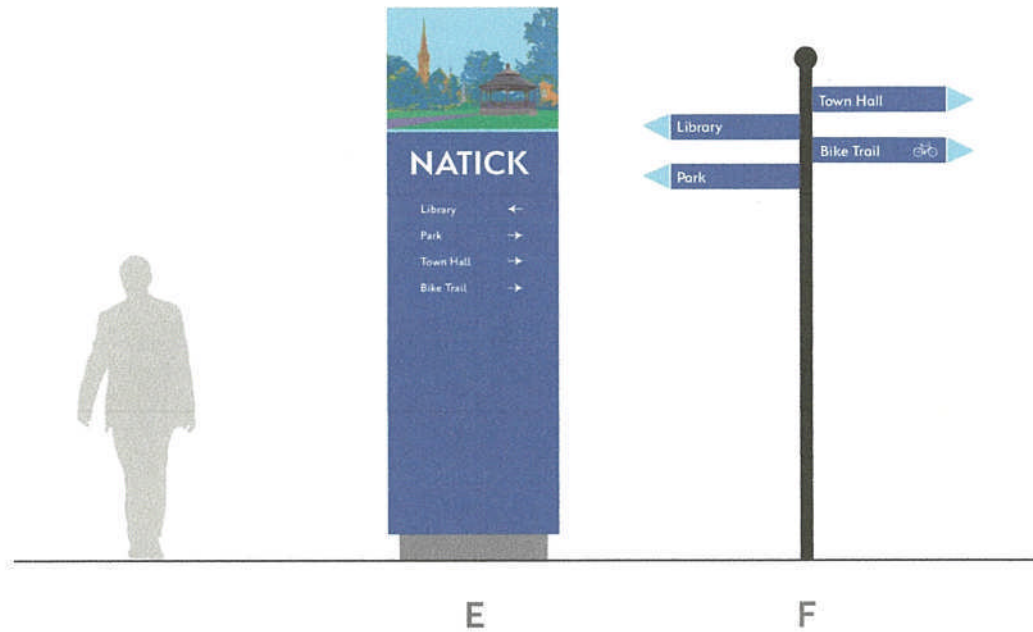 NATICK
Library ←
Park →
Town Hall →
Bike Trail →
Town Hall
Library
Bike Trail
Park
E
F